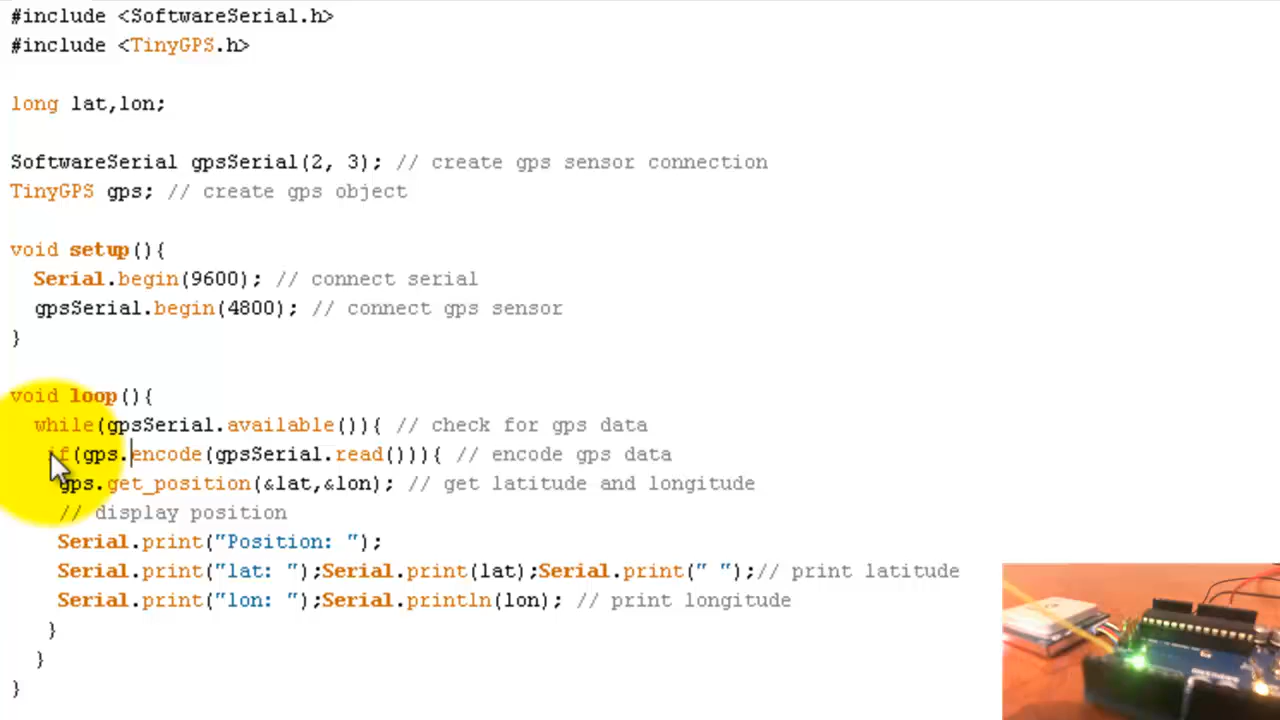 #include <SoftwareSerial.h>
#include <TinyGPS.h>
long lat,lon;
SoftwareSerial gpsSerial(2, 3); // create gps sensor connection
TinyGPS gps; // create gps object
void setup(){
Serial.begin(9600); // connect serial
gpsSerial.begin(4800); // connect gps sensor
}
void loop(){
while(gpsSerial.available()){ // check for gps data
if(gps.encode(gpsSerial.read())){ // encode gps data
gps.get_position(&lat,&lon); // get latitude and longitude
// display position
Serial.print("Position: ");
Serial.print("lat: ");Serial.print(lat);Serial.print(" ");// print latitude
Serial.print("lon: ");Serial.println(lon); // print longitude
}
}
}